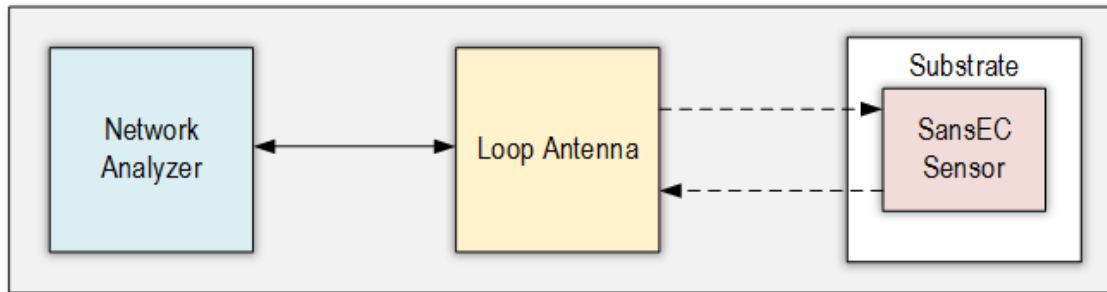 Network
Analyzer
Loop Antenna
Substrate
SansEC
Sensor